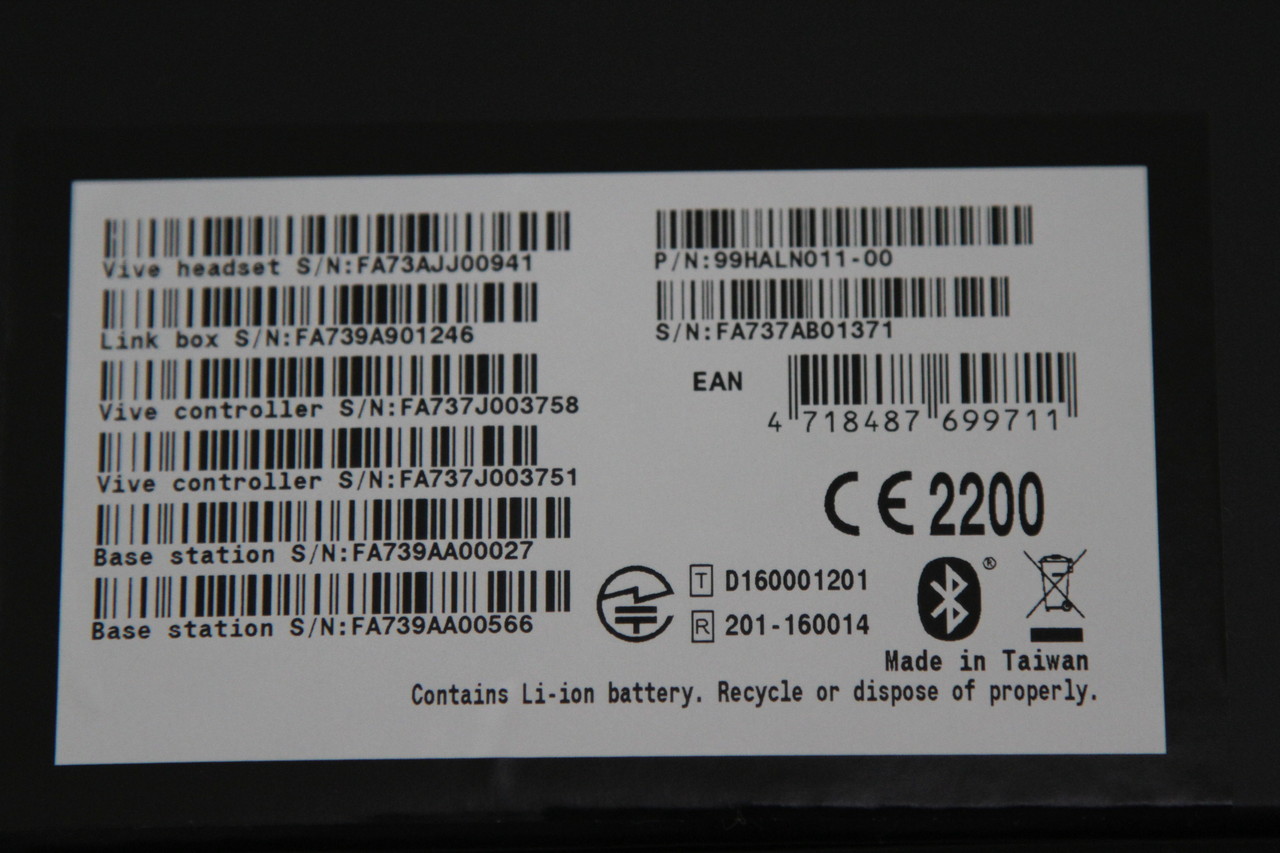 Vive headset S/N:FA73AJJ00941
Link box S/N:FA739A901246
Vive controller S/N:FA737J003758
Vive controller S/N:FA737J003751
Base station S/N:FA739AA00027
Base station S/N:FA739AA00566
P/N:99HALN011-00
S/N:FA737AB01371
EAN
4 718487 699711
CE 2200
T D160001201
R 201-160014
®
Made in Taiwan
Contains Li-ion battery. Recycle or dispose of properly.